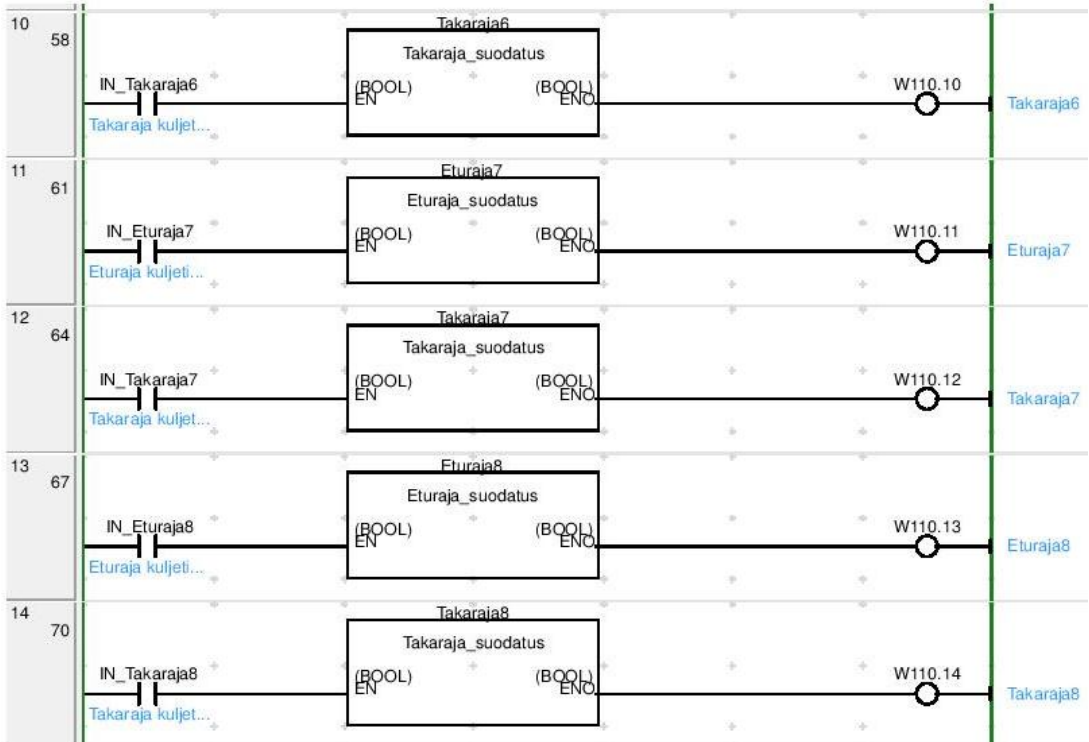 10
58
Takaraja6
Takaraja_suodatus
IN_Takaraja6
(BOOL)
EN
(BOOL)
ENO
W110.10
Takaraja6
Takaraja kuljet...
11
61
Eturaja7
Eturaja_suodatus
IN_Eturaja7
(BOOL)
EN
(BOOL)
ENO
W110.11
Eturaja7
Eturaja kuljeti...
12
64
Takaraja7
Takaraja_suodatus
IN_Takaraja7
(BOOL)
EN
(BOOL)
ENO
W110.12
Takaraja7
Takaraja kuljet...
13
67
Eturaja8
Eturaja_suodatus
IN_Eturaja8
(BOOL)
EN
(BOOL)
ENO
W110.13
Eturaja8
Eturaja kuljeti...
14
70
Takaraja8
Takaraja_suodatus
IN_Takaraja8
(BOOL)
EN
(BOOL)
ENO
W110.14
Takaraja8
Takaraja kuljet...